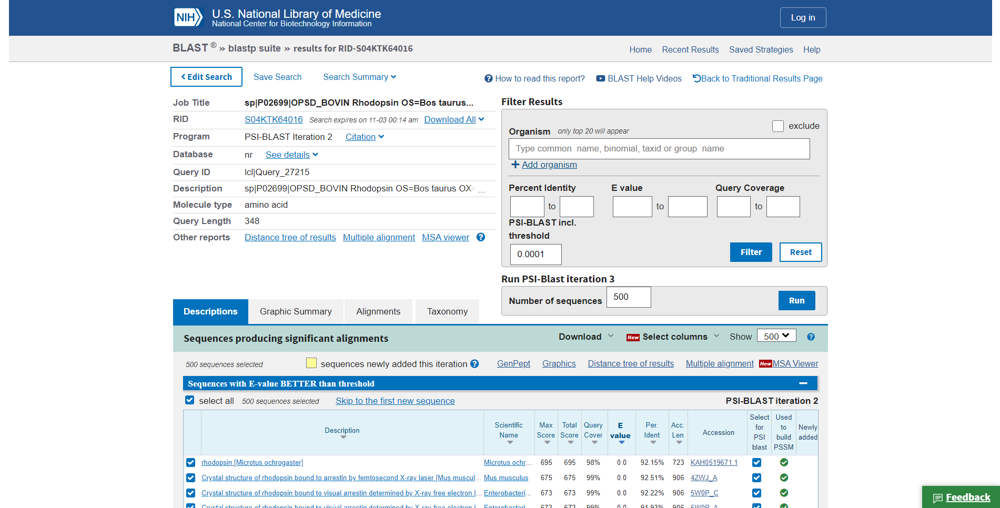 NIH U.S. National Library of Medicine
National Center for Biotechnology Information
Log in
BLAST ® » blastp suite » results for RID-S04KTK64016
Home Recent Results Saved Strategies Help
Edit Search Save Search Search Summary
How to read this report? BLAST Help Videos Back to Traditional Results Page
Job Title sp|P02699|OPSD_BOVIN Rhodopsin OS=Bos taurus...
RID S04KTK64016 Search expires on 11-03 00:14 am Download All
Program PSI-BLAST Iteration 2 Citation
Database nr See details
Query ID lcl|Query_27215
Description sp|P02699|OPSD_BOVIN Rhodopsin OS=Bos taurus OX= ...
Molecule type amino acid
Query Length 348
Other reports Distance tree of results Multiple alignment MSA viewer ?
Filter Results
Organism only top 20 will appear exclude
Type common name, binomial, taxid or group name
+ Add organism
Percent Identity E value Query Coverage
to to to
PSI-BLAST incl.
threshold
0.0001
Filter Reset
Run PSI-Blast iteration 3
Number of sequences 500 Run
Descriptions Graphic Summary Alignments Taxonomy
Sequences producing significant alignments Download New Select columns Show 500 ?
500 sequences selected sequences newly added this iteration ? GenPept Graphics Distance tree of results Multiple alignment New MSA Viewer
Sequences with E-value BETTER than threshold
select all 500 sequences selected Skip to the first new sequence PSI-BLAST iteration 2
Description Scientific Name Max Score Total Score Query Cover E value Per. Ident Acc. Len Accession Select for PSI blast Used to build PSSM Newly added
rhodopsin [Microtus ochrogaster] Microtus ochr... 695 695 98% 0.0 92.15% 723 KAH0519671.1
Crystal structure of rhodopsin bound to arrestin by femtosecond X-ray laser [Mus muscul... Mus musculus 675 675 99% 0.0 92.51% 906 4ZWJ_A
Crystal structure of rhodopsin bound to visual arrestin determined by X-ray free electron l... Enterobacteri... 673 673 99% 0.0 92.22% 906 5W0P_C
Crystal structure of rhodopsin bound to visual arrestin determined by X-ray free electron l... Enterobacteri... 672 672 99% 0.0 91.93% 906 5W0P_A
Feedback